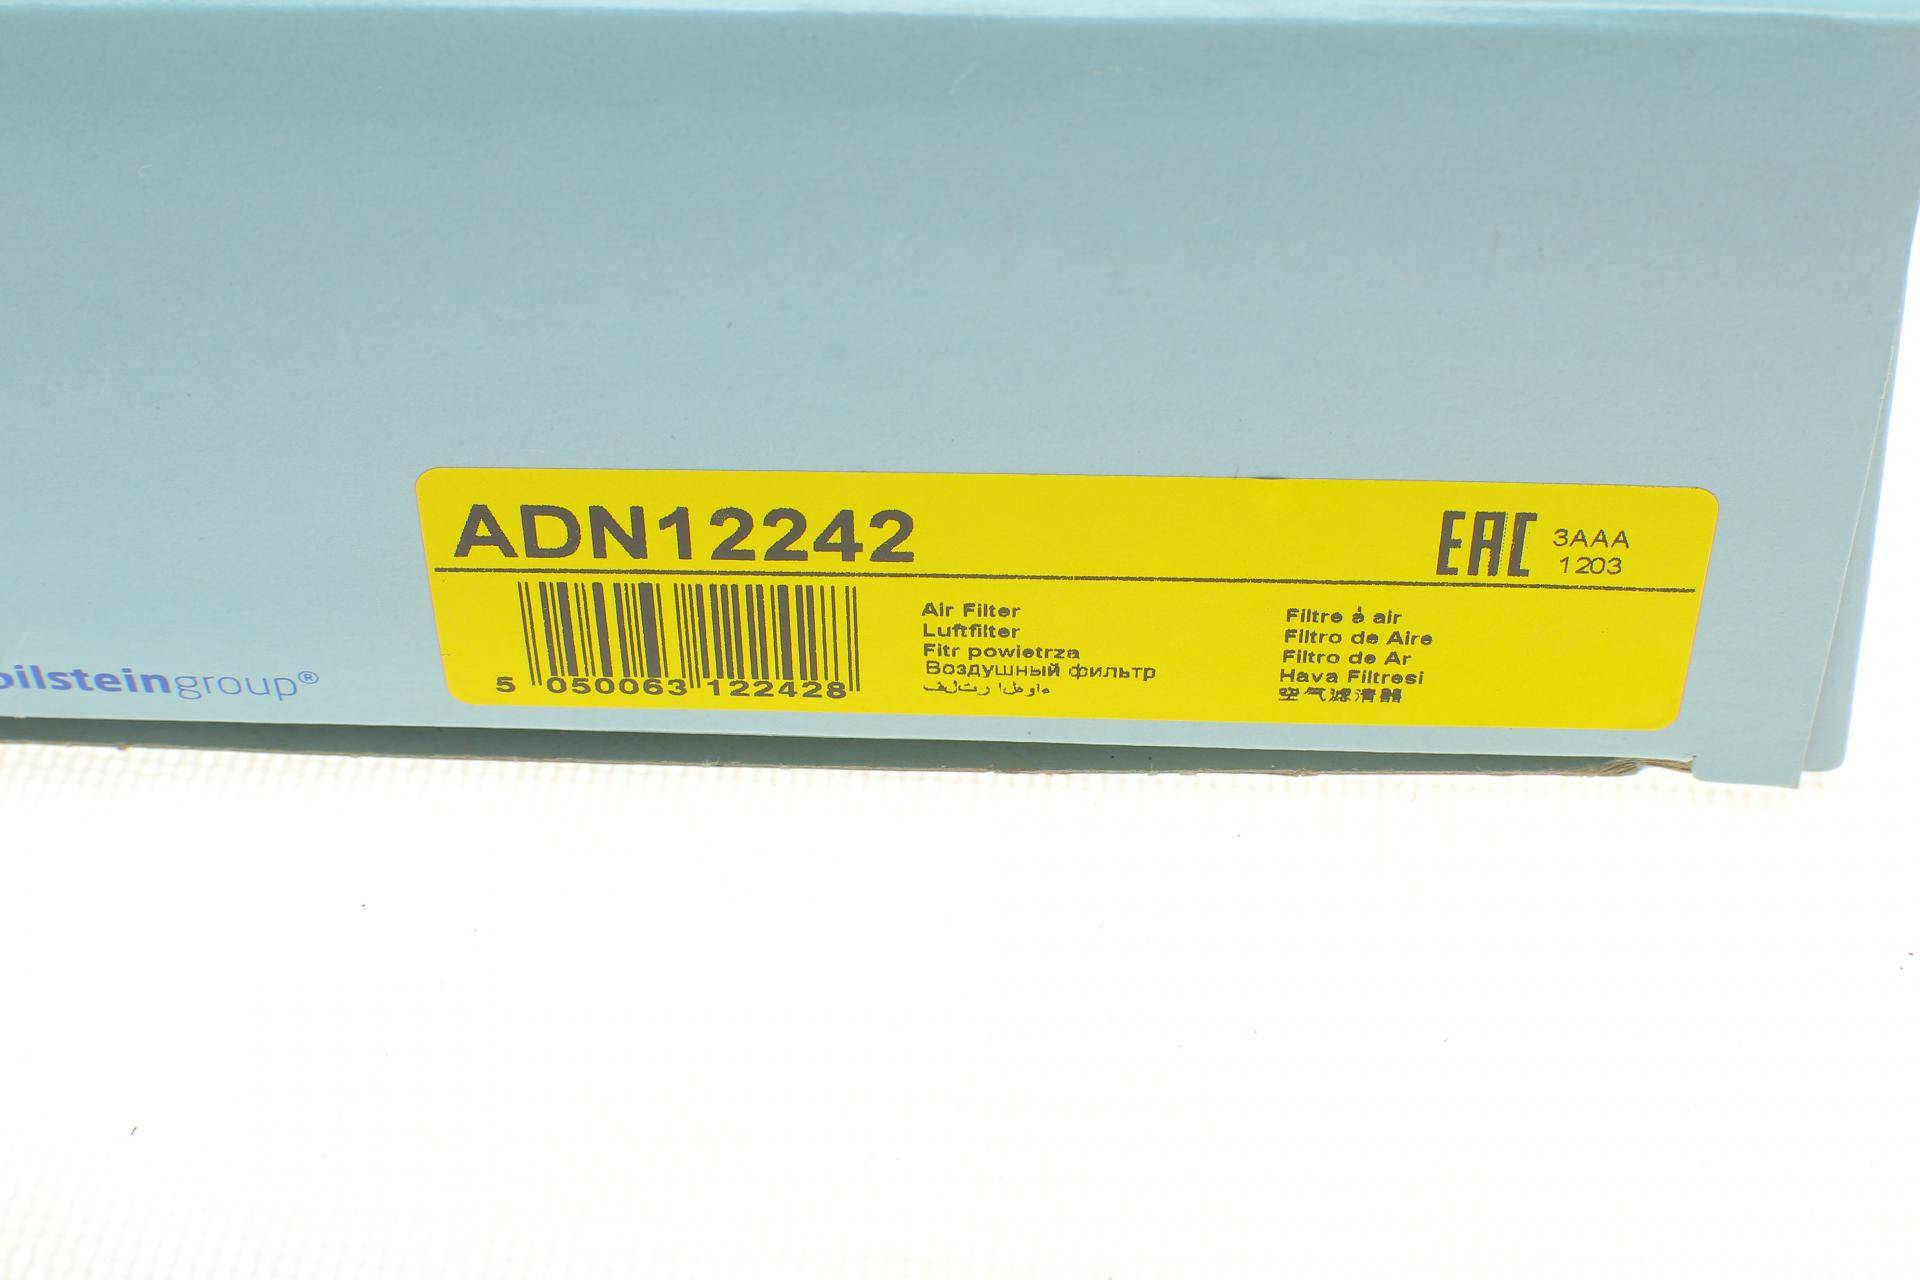 ADN12242
EAC
3AAA
1203
5 050063 122428
Air Filter
Luftfilter
Fitr powietrza
Воздушный фильтр
Filtre à air
Filtro de Aire
Filtro de Ar
Hava Filtresi
空气滤清器
bilsteingroup®